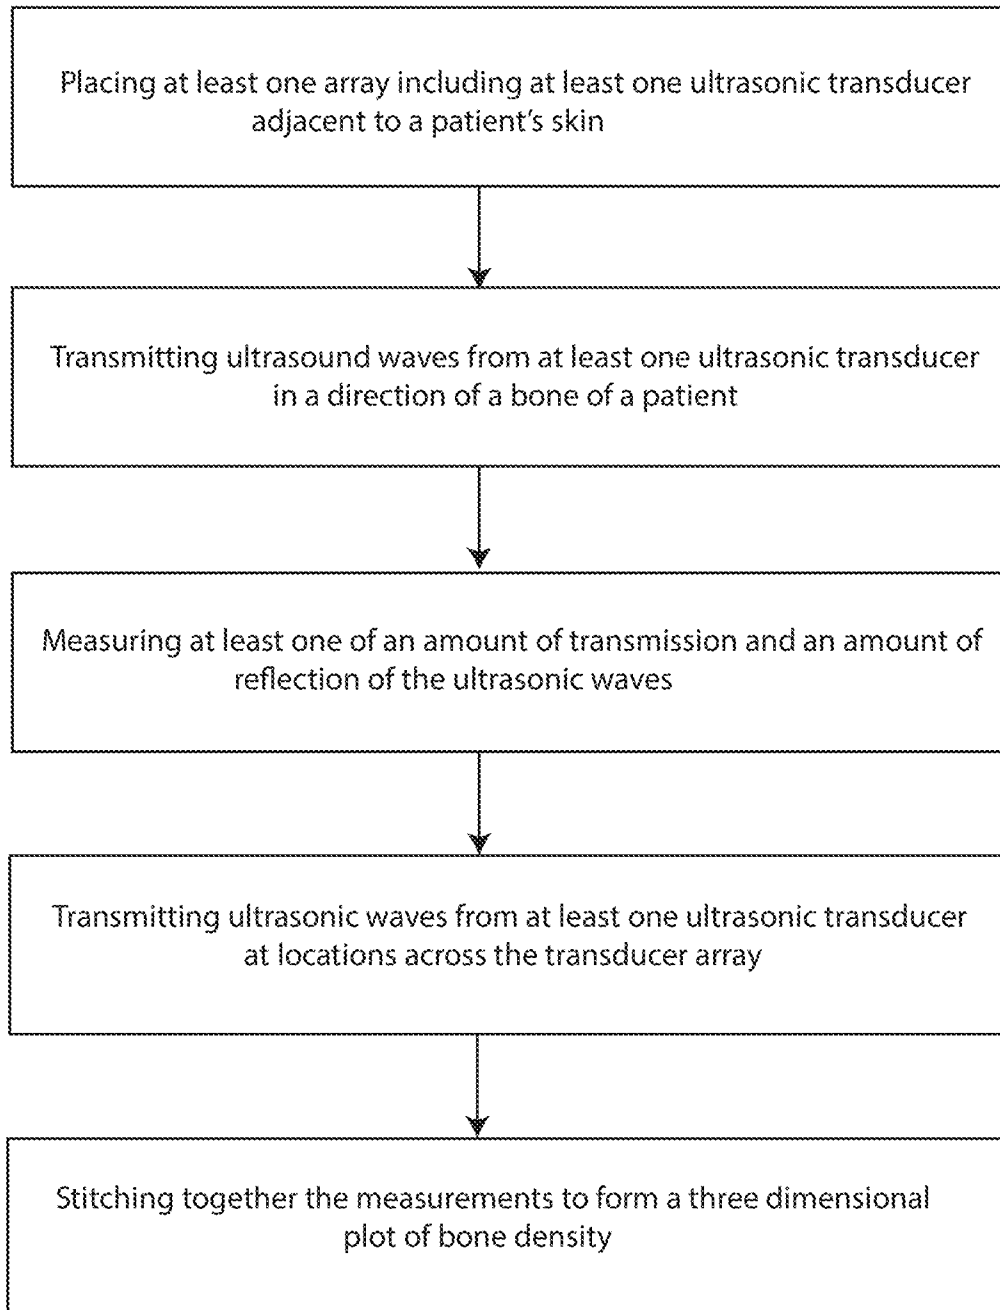 Placing at least one array including at least one ultrasonic transducer
adjacent to a patient's skin
Transmitting ultrasound waves from at least one ultrasonic transducer
in a direction of a bone of a patient
Measuring at least one of an amount of transmission and an amount of
reflection of the ultrasonic waves
Transmitting ultrasonic waves from at least one ultrasonic transducer
at locations across the transducer array
Stitching together the measurements to form a three dimensional
plot of bone density